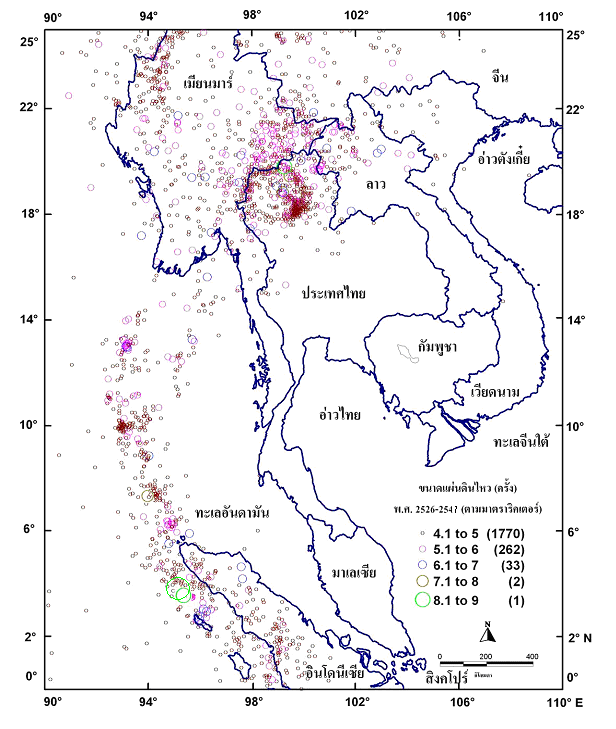 90° 94° 98° 102° 106° 110°
25° 25°
จีน
เมียนมาร์
22° 22°
อ่าวตังเกี๋ย
ลาว
18° 18°
ประเทศไทย
14° 14°
กัมพูชา
เวียดนาม
อ่าวไทย
10° 10°
ทะเลจีนใต้
ขนาดแผ่นดินไหว (ครั้ง)
ทะเลอันดามัน
พ.ศ. 2526-2547 (ตามมาตราริคเตอร์)
6° 6°
4.1 to 5 (1770)
5.1 to 6 (262)
6.1 to 7 (33)
มาเลเซีย
7.1 to 8 (2)
8.1 to 9 (1)
N
2° 2° N
0 200 400
อินโดนีเซีย
สิงคโปร์
0° 0°
90° 94° 98° 102° 106° 110° E